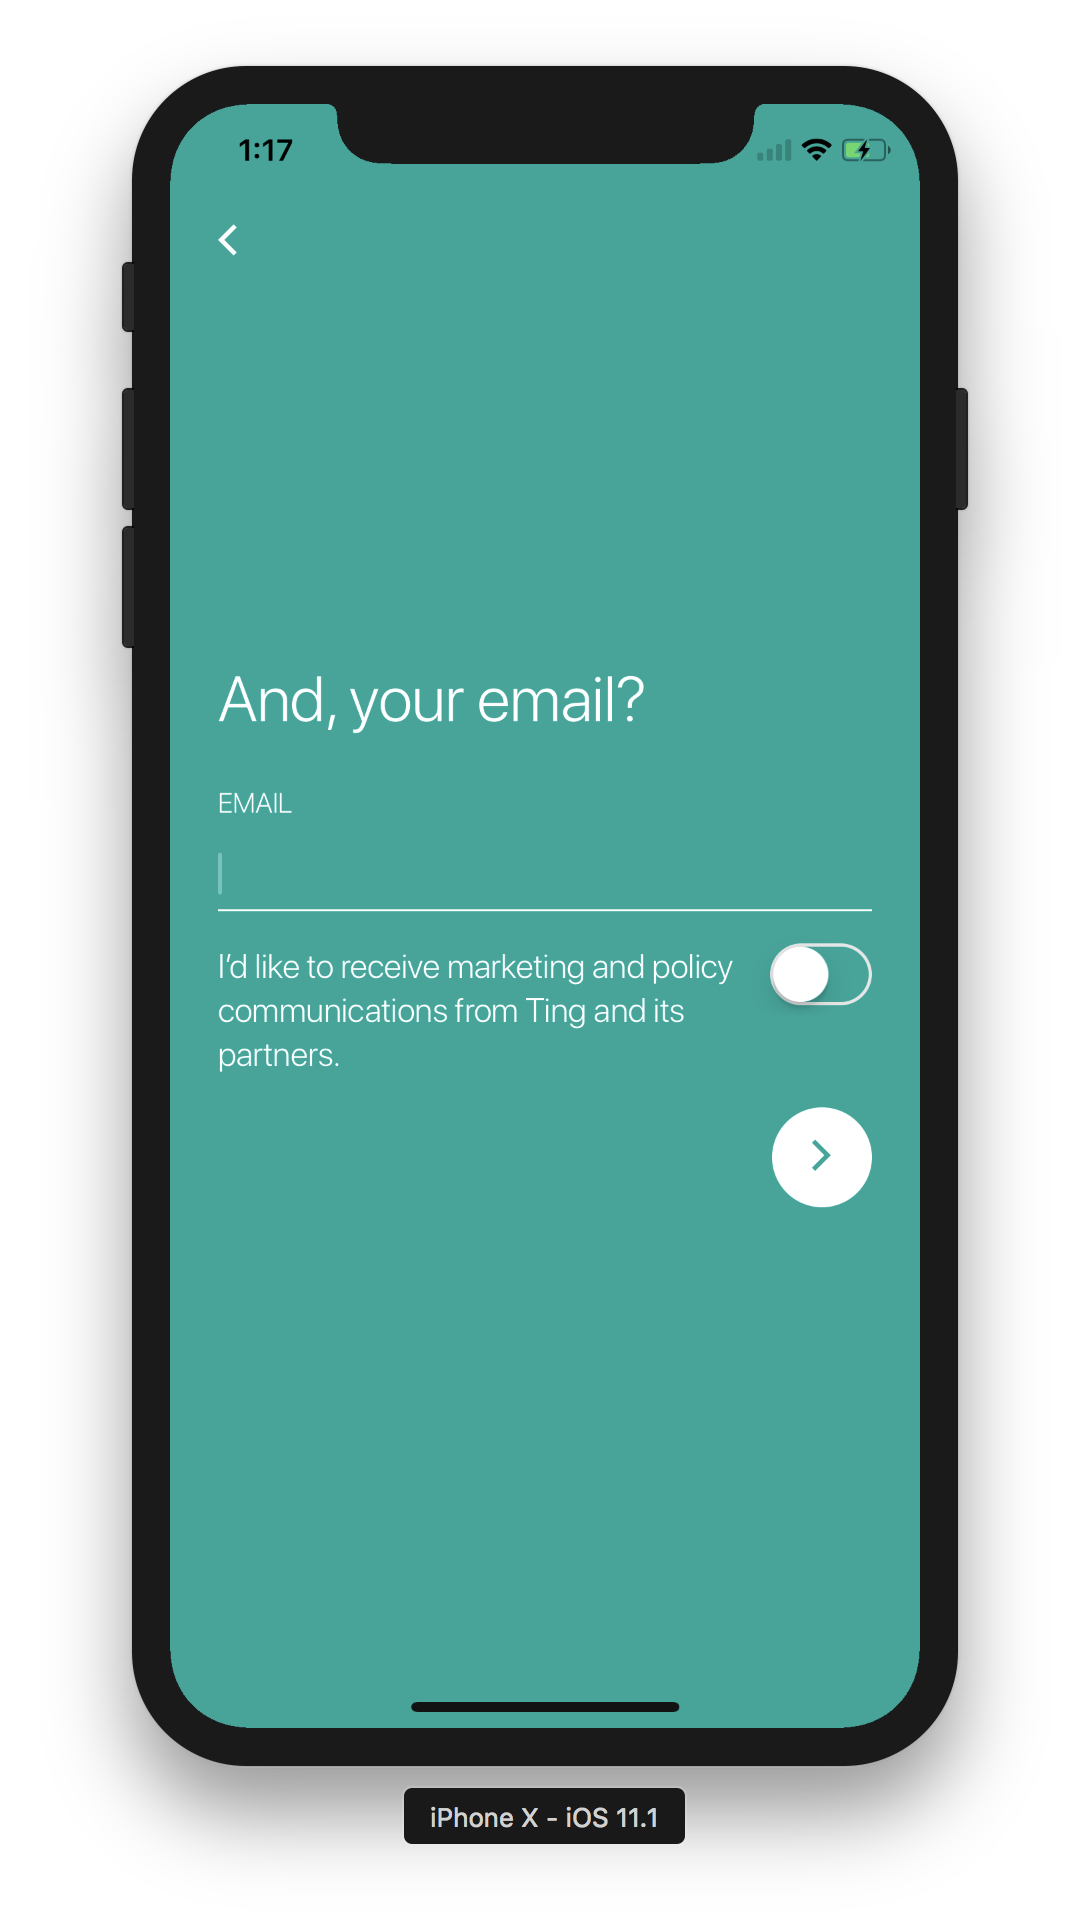 1:17
And, your email?
EMAIL
I’d like to receive marketing and policy
communications from Ting and its
partners.
iPhone X - iOS 11.1